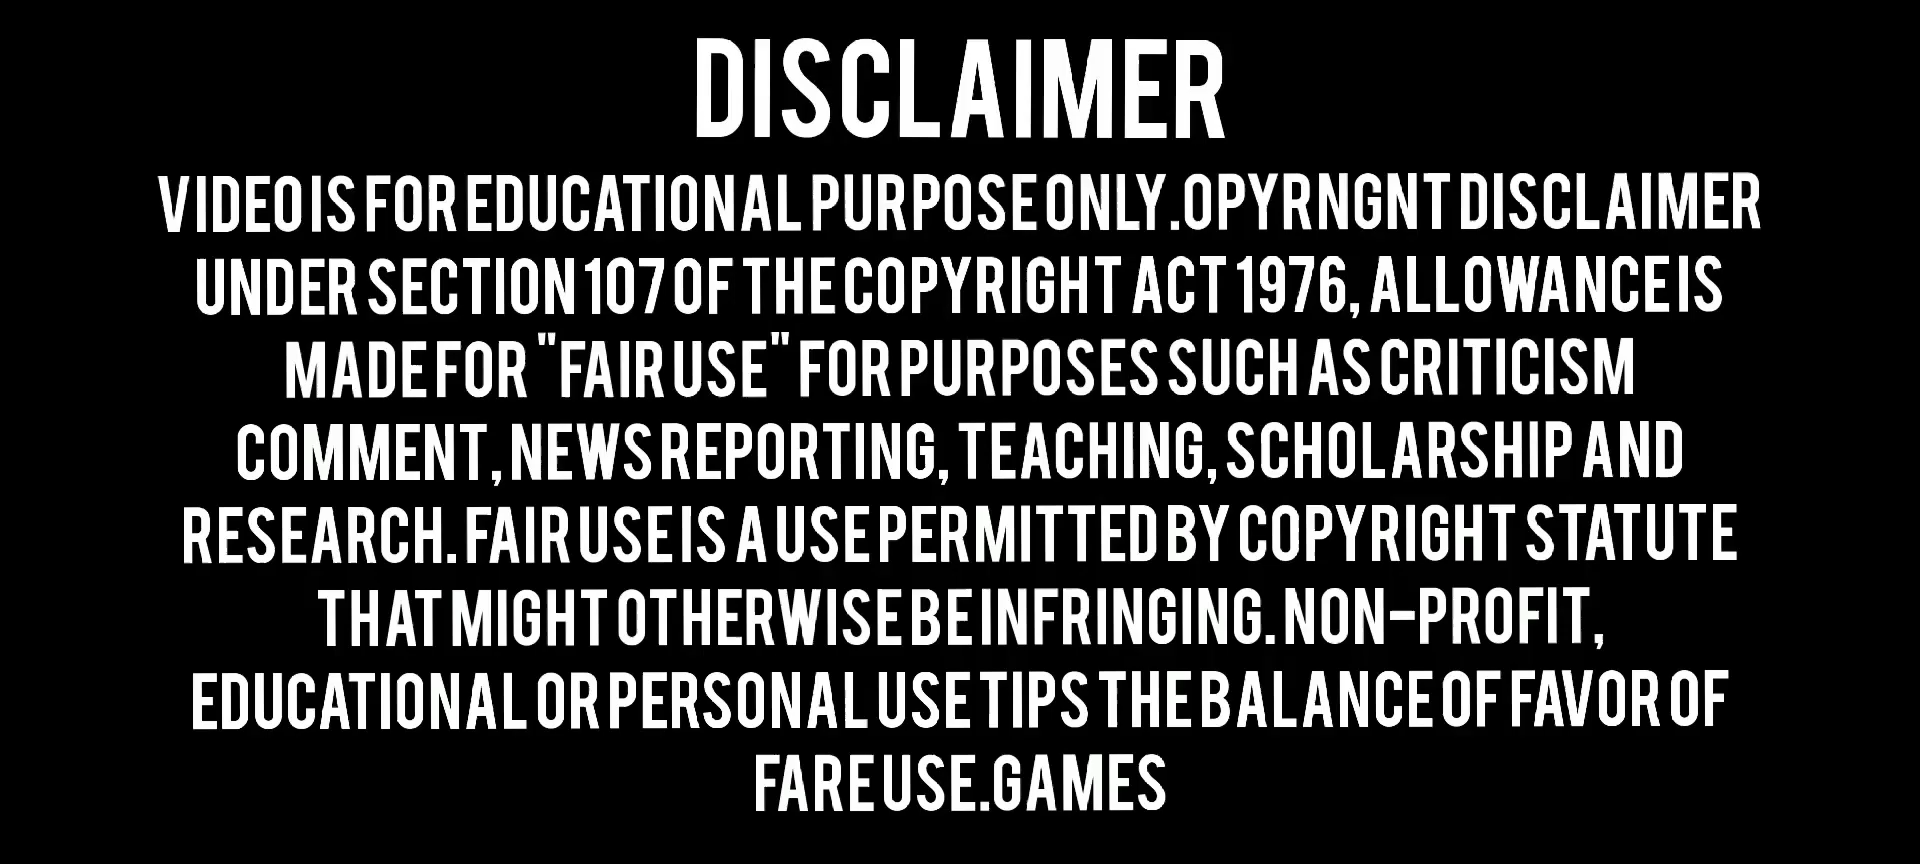 DISCLAIMER
VIDEO IS FOR EDUCATIONAL PURPOSE ONLY.OPYRNGNT DISCLAIMER
UNDER SECTION 107 OF THE COPYRIGHT ACT 1976, ALLOWANCE IS
MADE FOR "FAIR USE" FOR PURPOSES SUCH AS CRITICISM
COMMENT, NEWS REPORTING, TEACHING, SCHOLARSHIP AND
RESEARCH. FAIR USE IS A USE PERMITTED BY COPYRIGHT STATUTE
THAT MIGHT OTHERWISE BE INFRINGING. NON-PROFIT,
EDUCATIONAL OR PERSONAL USE TIPS THE BALANCE OF FAVOR OF
FARE USE.GAMES